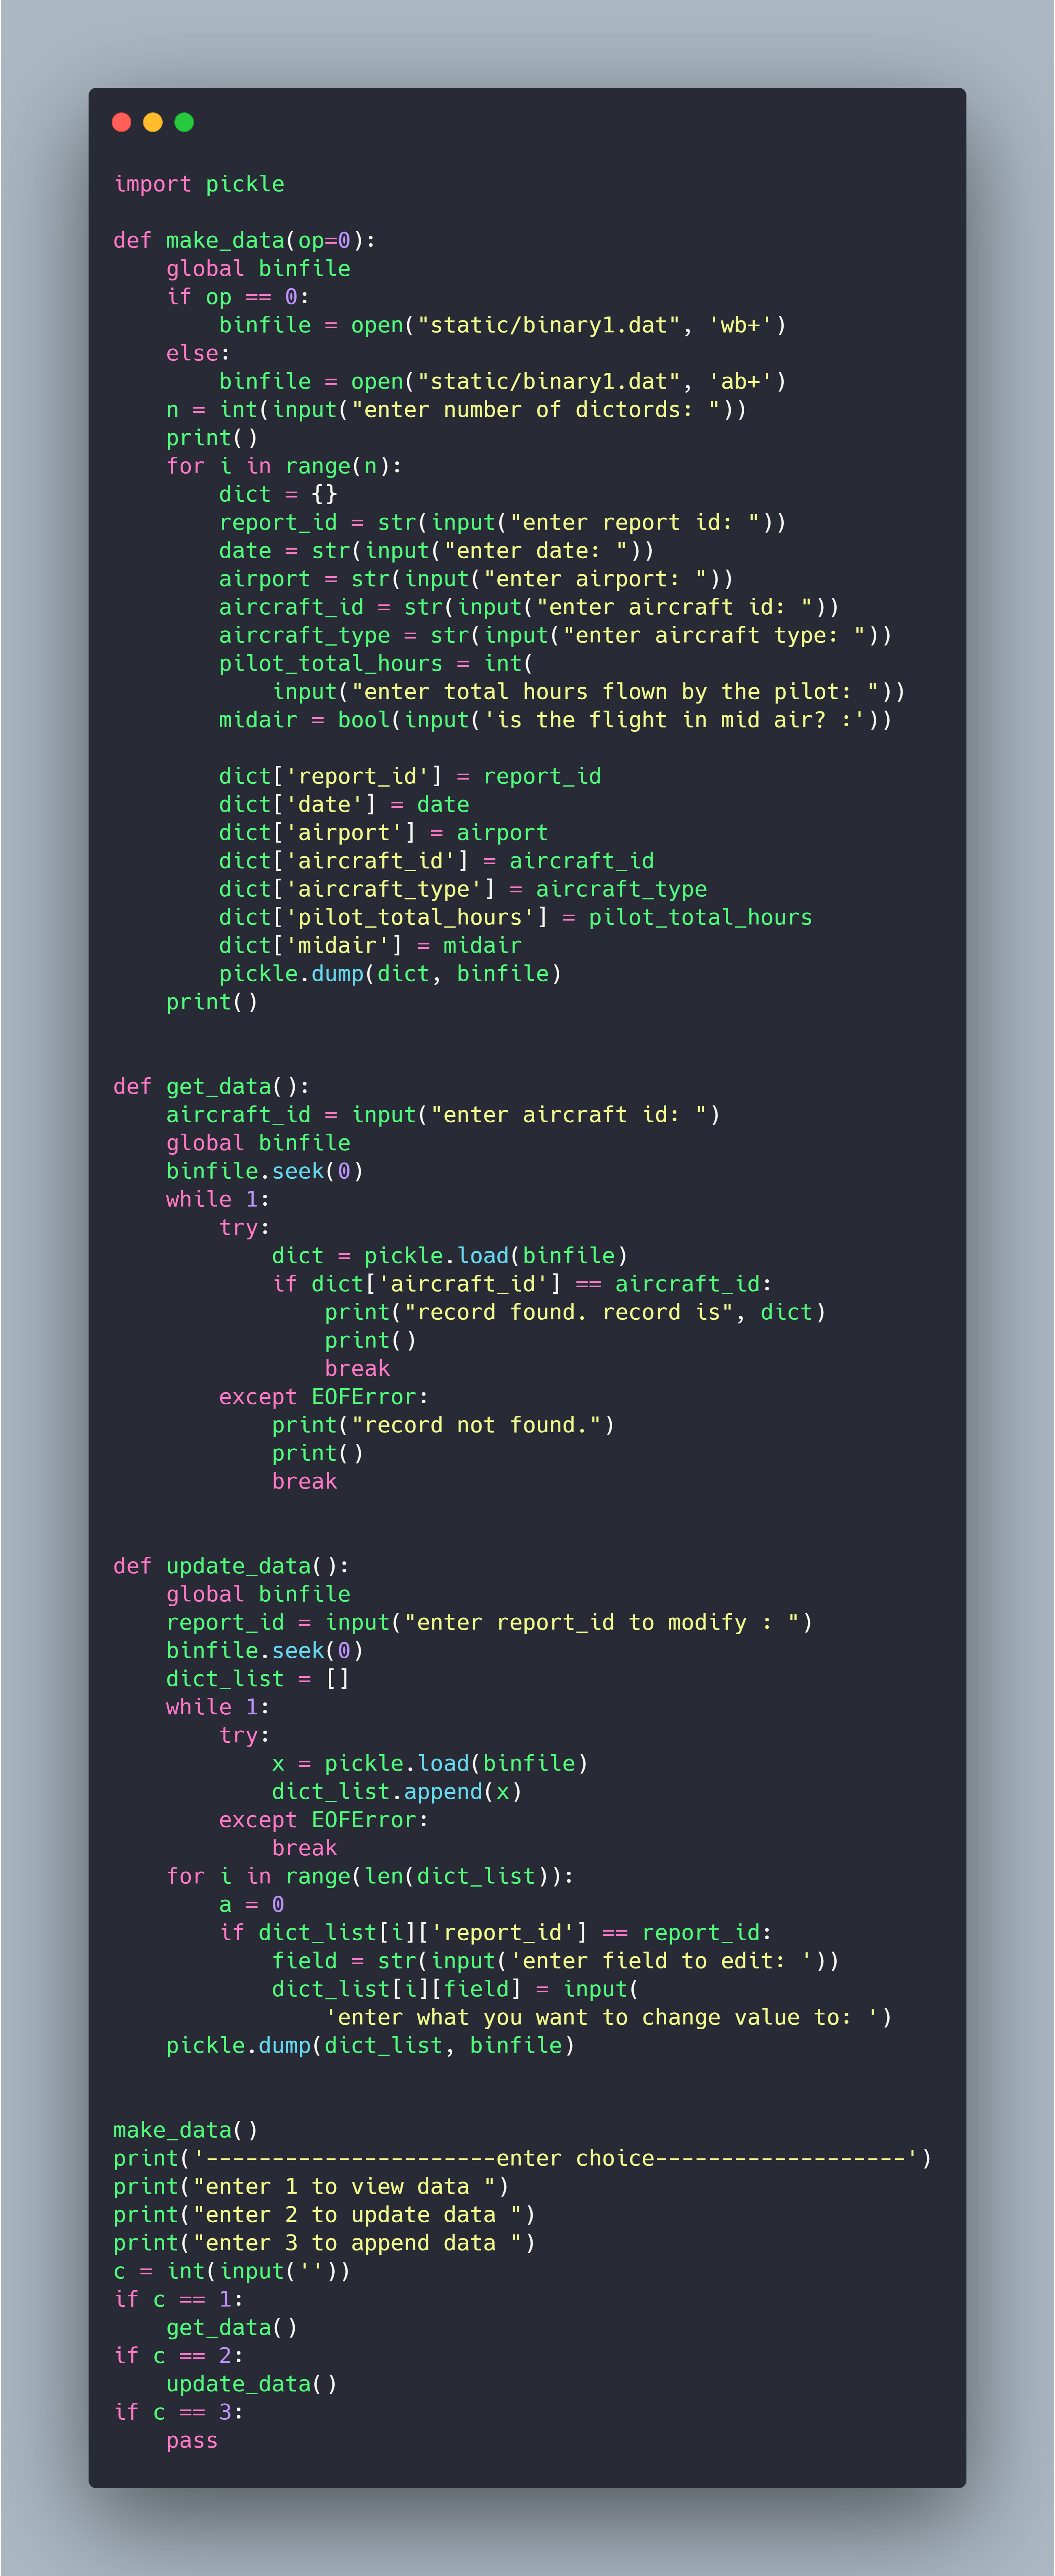 import pickle

def make_data(op=0):
    global binfile
    if op == 0:
        binfile = open("static/binary1.dat", 'wb+')
    else:
        binfile = open("static/binary1.dat", 'ab+')
    n = int(input("enter number of dictords: "))
    print()
    for i in range(n):
        dict = {}
        report_id = str(input("enter report id: "))
        date = str(input("enter date: "))
        airport = str(input("enter airport: "))
        aircraft_id = str(input("enter aircraft id: "))
        aircraft_type = str(input("enter aircraft type: "))
        pilot_total_hours = int(
            input("enter total hours flown by the pilot: "))
        midair = bool(input('is the flight in mid air? :'))

        dict['report_id'] = report_id
        dict['date'] = date
        dict['airport'] = airport
        dict['aircraft_id'] = aircraft_id
        dict['aircraft_type'] = aircraft_type
        dict['pilot_total_hours'] = pilot_total_hours
        dict['midair'] = midair
        pickle.dump(dict, binfile)
    print()


def get_data():
    aircraft_id = input("enter aircraft id: ")
    global binfile
    binfile.seek(0)
    while 1:
        try:
            dict = pickle.load(binfile)
            if dict['aircraft_id'] == aircraft_id:
                print("record found. record is", dict)
                print()
                break
        except EOFError:
            print("record not found.")
            print()
            break


def update_data():
    global binfile
    report_id = input("enter report_id to modify : ")
    binfile.seek(0)
    dict_list = []
    while 1:
        try:
            x = pickle.load(binfile)
            dict_list.append(x)
        except EOFError:
            break
    for i in range(len(dict_list)):
        a = 0
        if dict_list[i]['report_id'] == report_id:
            field = str(input('enter field to edit: '))
            dict_list[i][field] = input(
                'enter what you want to change value to: ')
    pickle.dump(dict_list, binfile)


make_data()
print('----------------------enter choice-------------------')
print("enter 1 to view data ")
print("enter 2 to update data ")
print("enter 3 to append data ")
c = int(input(''))
if c == 1:
    get_data()
if c == 2:
    update_data()
if c == 3:
    pass